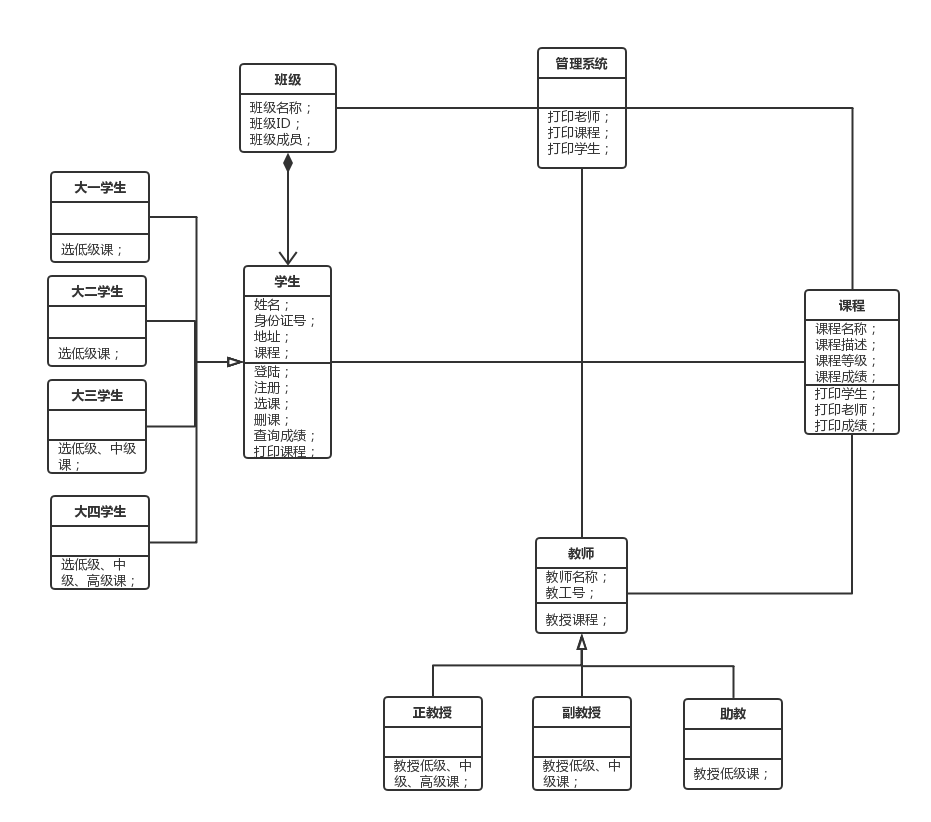 管理系统
打印老师；
打印课程；
打印学生；
班级
班级名称；
班级ID；
班级成员；
大一学生
选低级课；
大二学生
选低级课；
大三学生
选低级、中级
课；
大四学生
选低级、中
级、高级课；
学生
姓名；
身份证号；
地址；
课程；
登陆；
注册；
选课；
删课；
查询成绩；
打印课程；
课程
课程名称；
课程描述；
课程等级；
课程成绩；
打印学生；
打印老师；
打印成绩；
教师
教师名称；
教工号；
教授课程；
正教授
教授低级、中
级、高级课；
副教授
教授低级、中
级课；
助教
教授低级课；